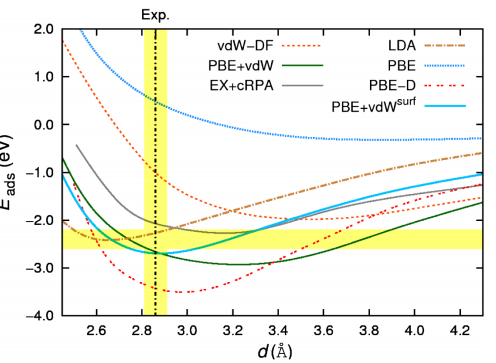 Exp.
2.0
1.0
0.0
-1.0
-2.0
-3.0
-4.0
E ads (eV)
vdW-DF
PBE+vdW
EX+cRPA
LDA
PBE
PBE-D
PBE+vdW^surf
2.6 2.8 3.0 3.2 3.4 3.6 3.8 4.0 4.2
d(Å)